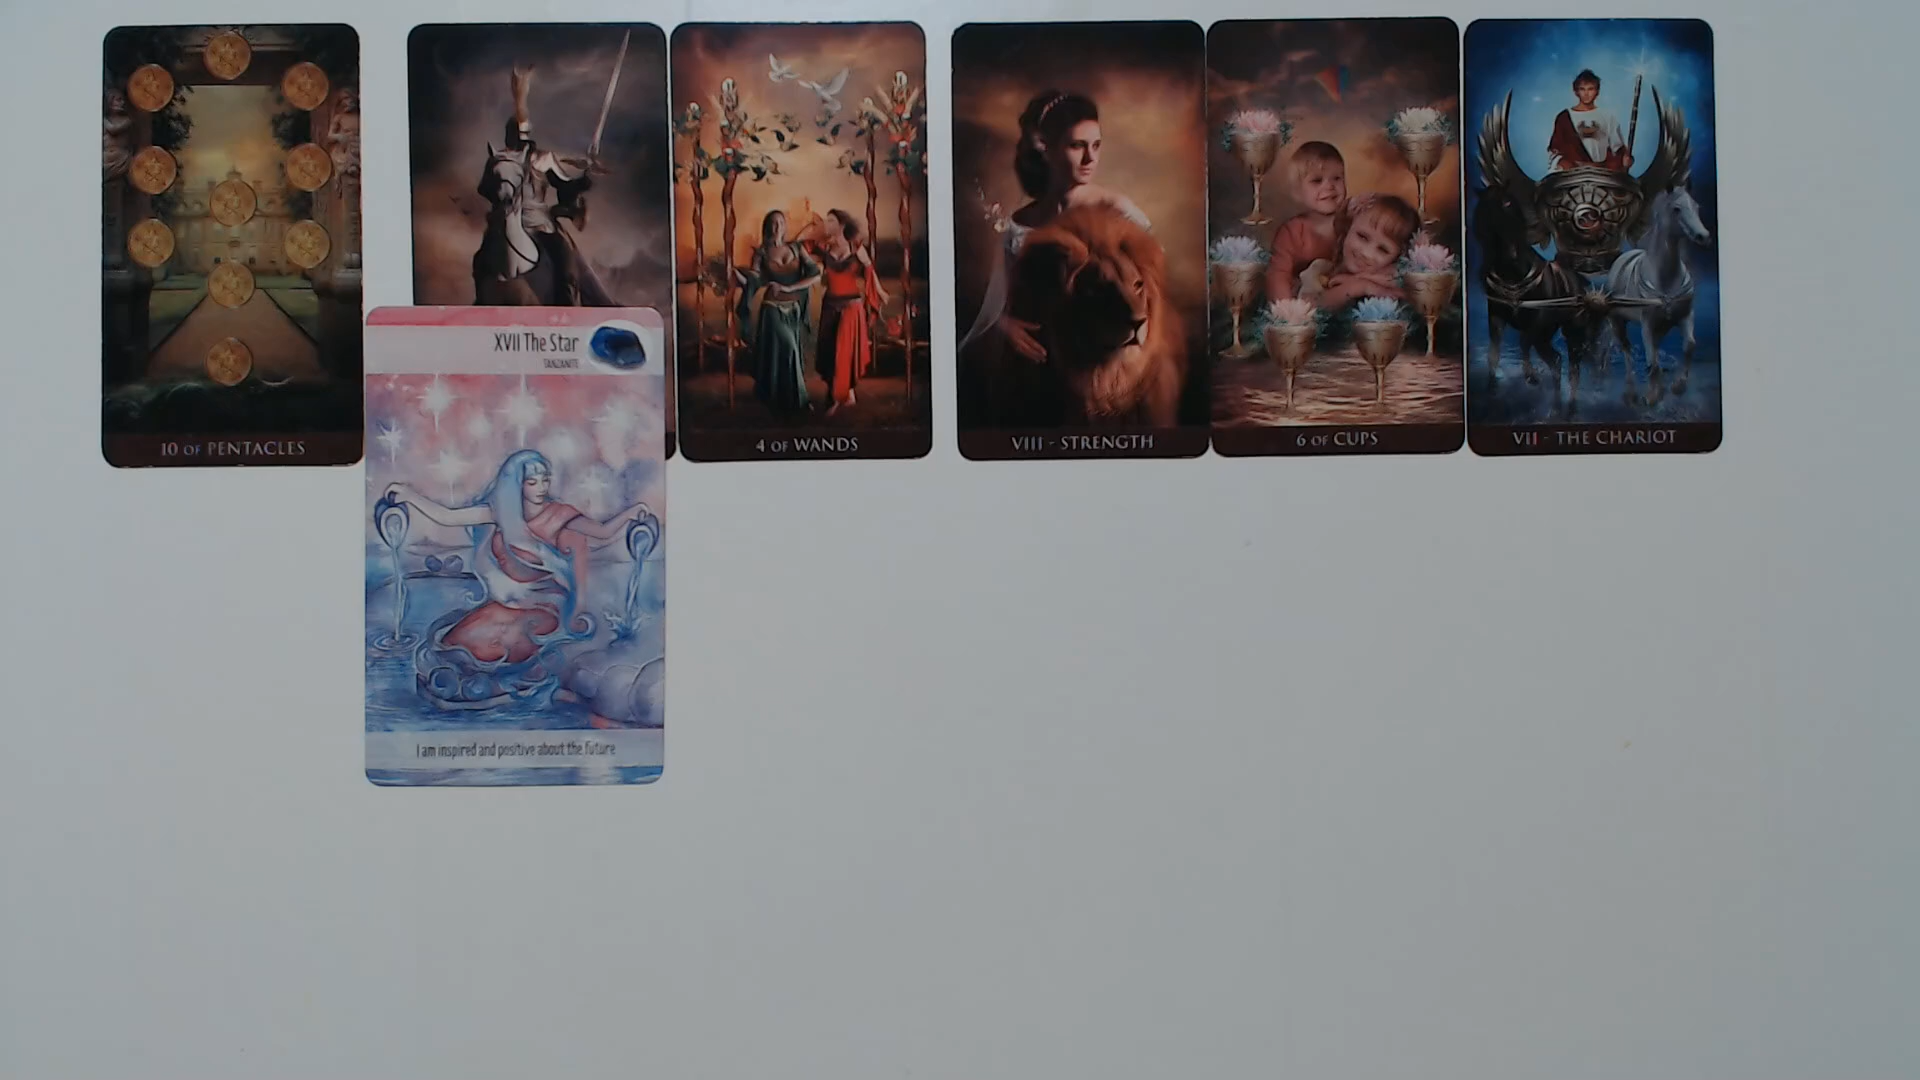 10 OF PENTACLES
4 OF WANDS
VIII - STRENGTH
6 OF CUPS
VII - THE CHARIOT
XVII The Star
TANZANITE
I am inspired and positive about the future